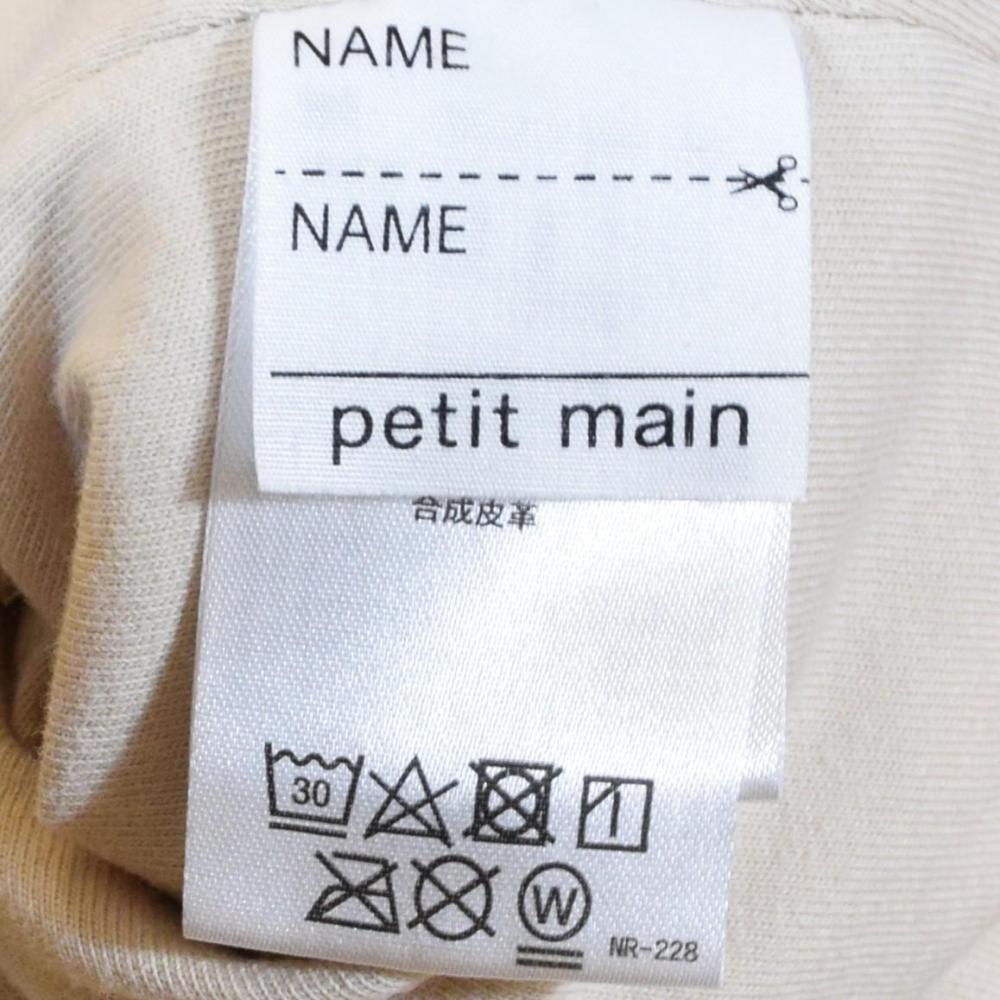 NAME
NAME
petit main
合成皮革
30
W
NR-228